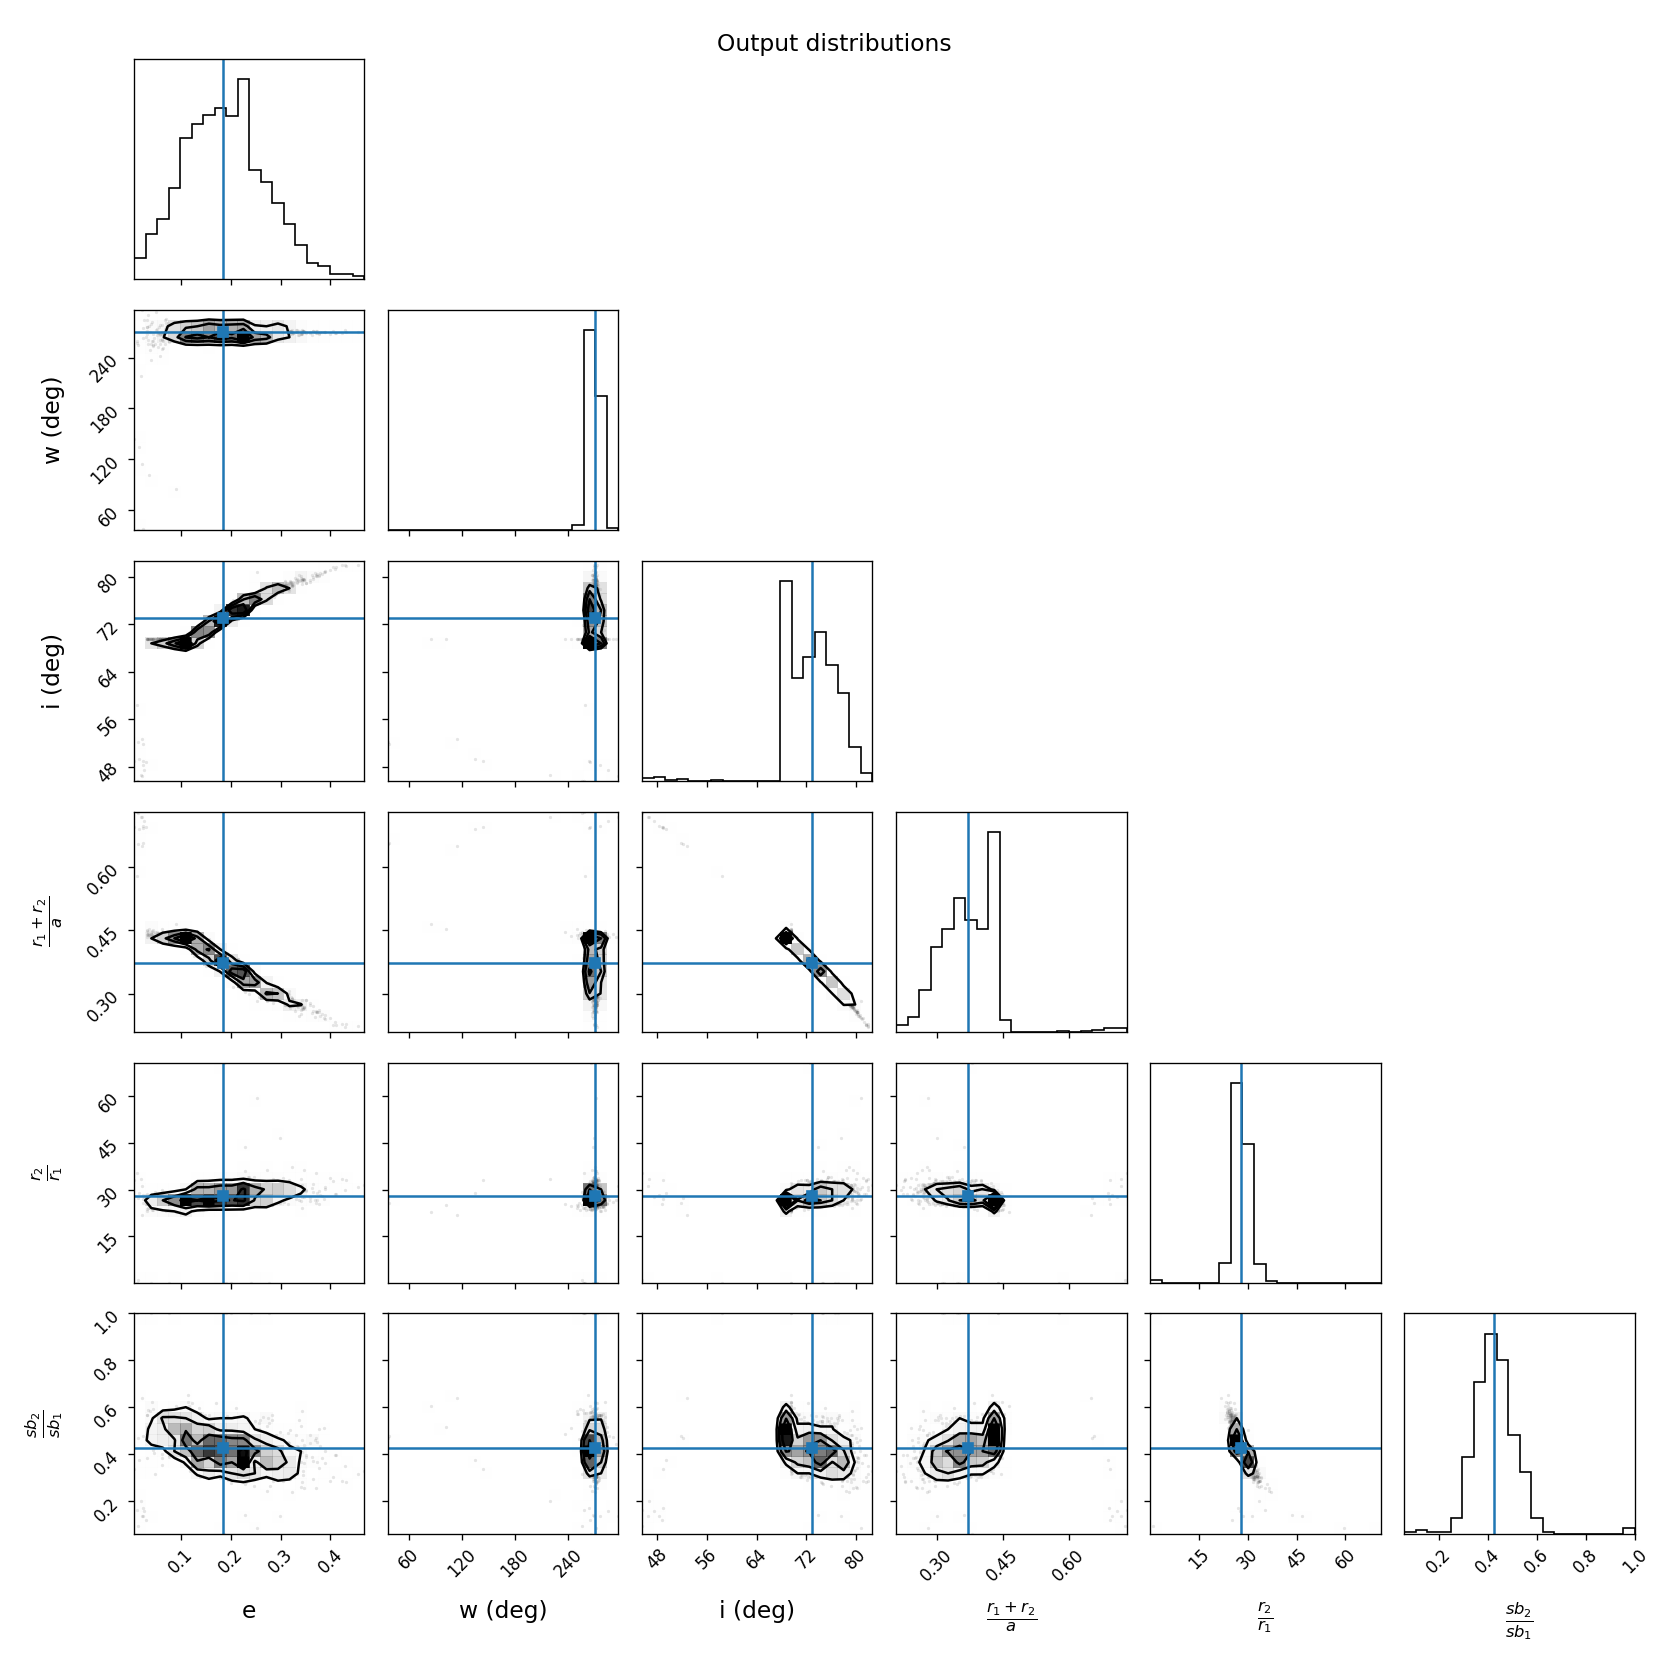 Output distributions
w (deg)
240
180
120
60
i (deg)
80
72
64
56
48
r₁ + r₂
a
0.60
0.45
0.30
r₂
r₁
60
45
30
15
sb₂
sb₁
1.0
0.8
0.6
0.4
0.2
0.1 0.2 0.3 0.4 60 120 180 240 48 56 64 72 80 0.30 0.45 0.60 15 30 45 60 0.2 0.4 0.6 0.8 1.0
e w (deg) i (deg) r₁ + r₂ r₂ sb₂
a r₁ sb₁